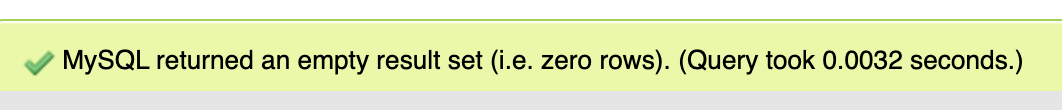 MySQL returned an empty result set (i.e. zero rows). (Query took 0.0032 seconds.)